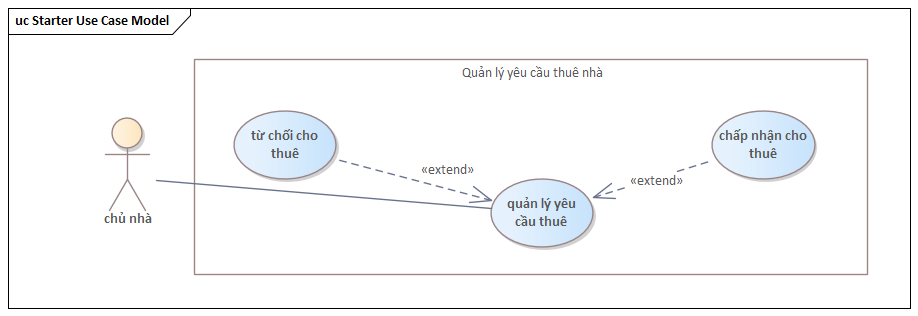 uc Starter Use Case Model
Quản lý yêu cầu thuê nhà
từ chối cho
thuê
chấp nhận cho
thuê
«extend»
«extend»
quản lý yêu
cầu thuê
chủ nhà